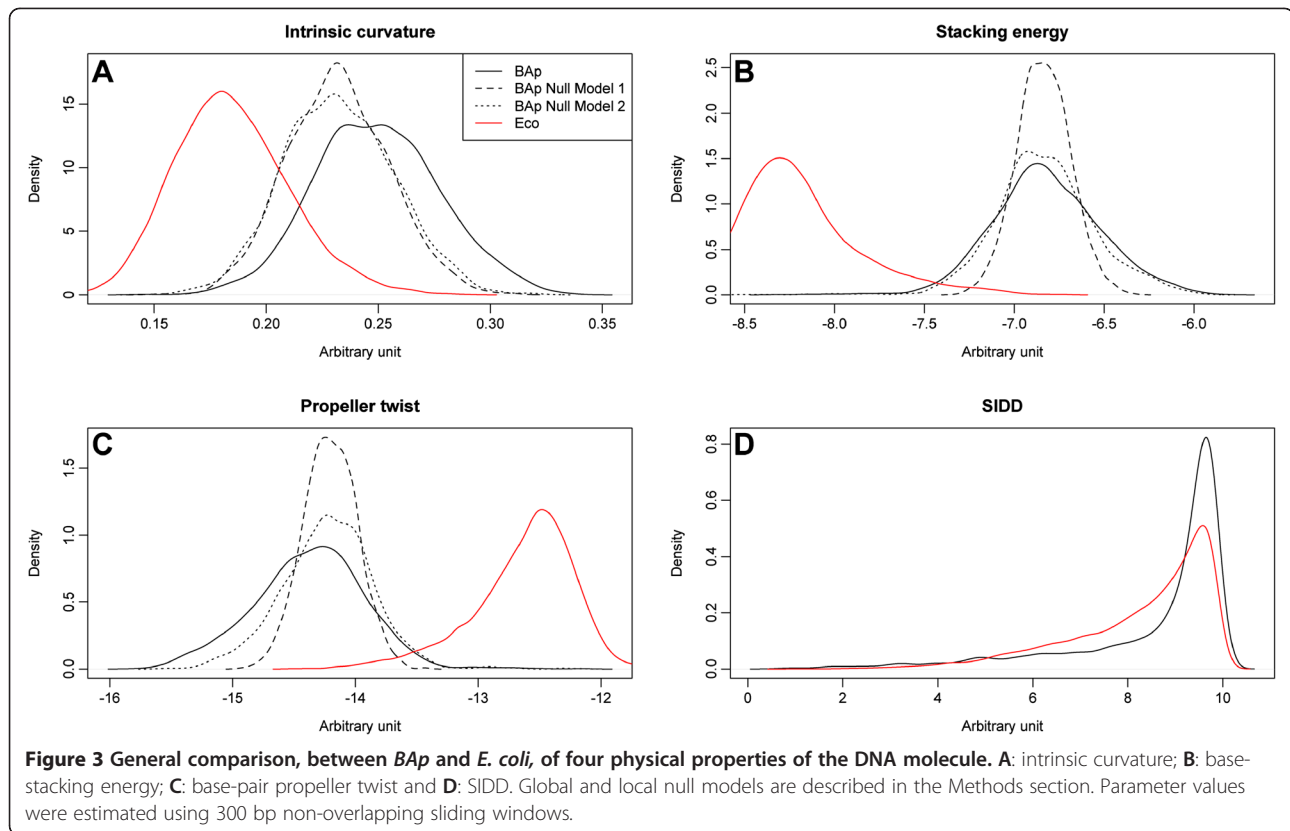 Intrinsic curvature
A
BAp
BAp Null Model 1
BAp Null Model 2
Eco
Density
0 5 10 15
0.15 0.20 0.25 0.30 0.35
Arbitrary unit
Stacking energy
B
Density
0.0 0.5 1.0 1.5 2.0 2.5
-8.5 -8.0 -7.5 -7.0 -6.5 -6.0
Arbitrary unit
Propeller twist
C
Density
0.0 0.5 1.0 1.5
-16 -15 -14 -13 -12
Arbitrary unit
SIDD
D
Density
0.0 0.2 0.4 0.6 0.8
0 2 4 6 8 10
Arbitrary unit
Figure 3 General comparison, between BAp and E. coli, of four physical properties of the DNA molecule. A: intrinsic curvature; B: base-
stacking energy; C: base-pair propeller twist and D: SIDD. Global and local null models are described in the Methods section. Parameter values
were estimated using 300 bp non-overlapping sliding windows.